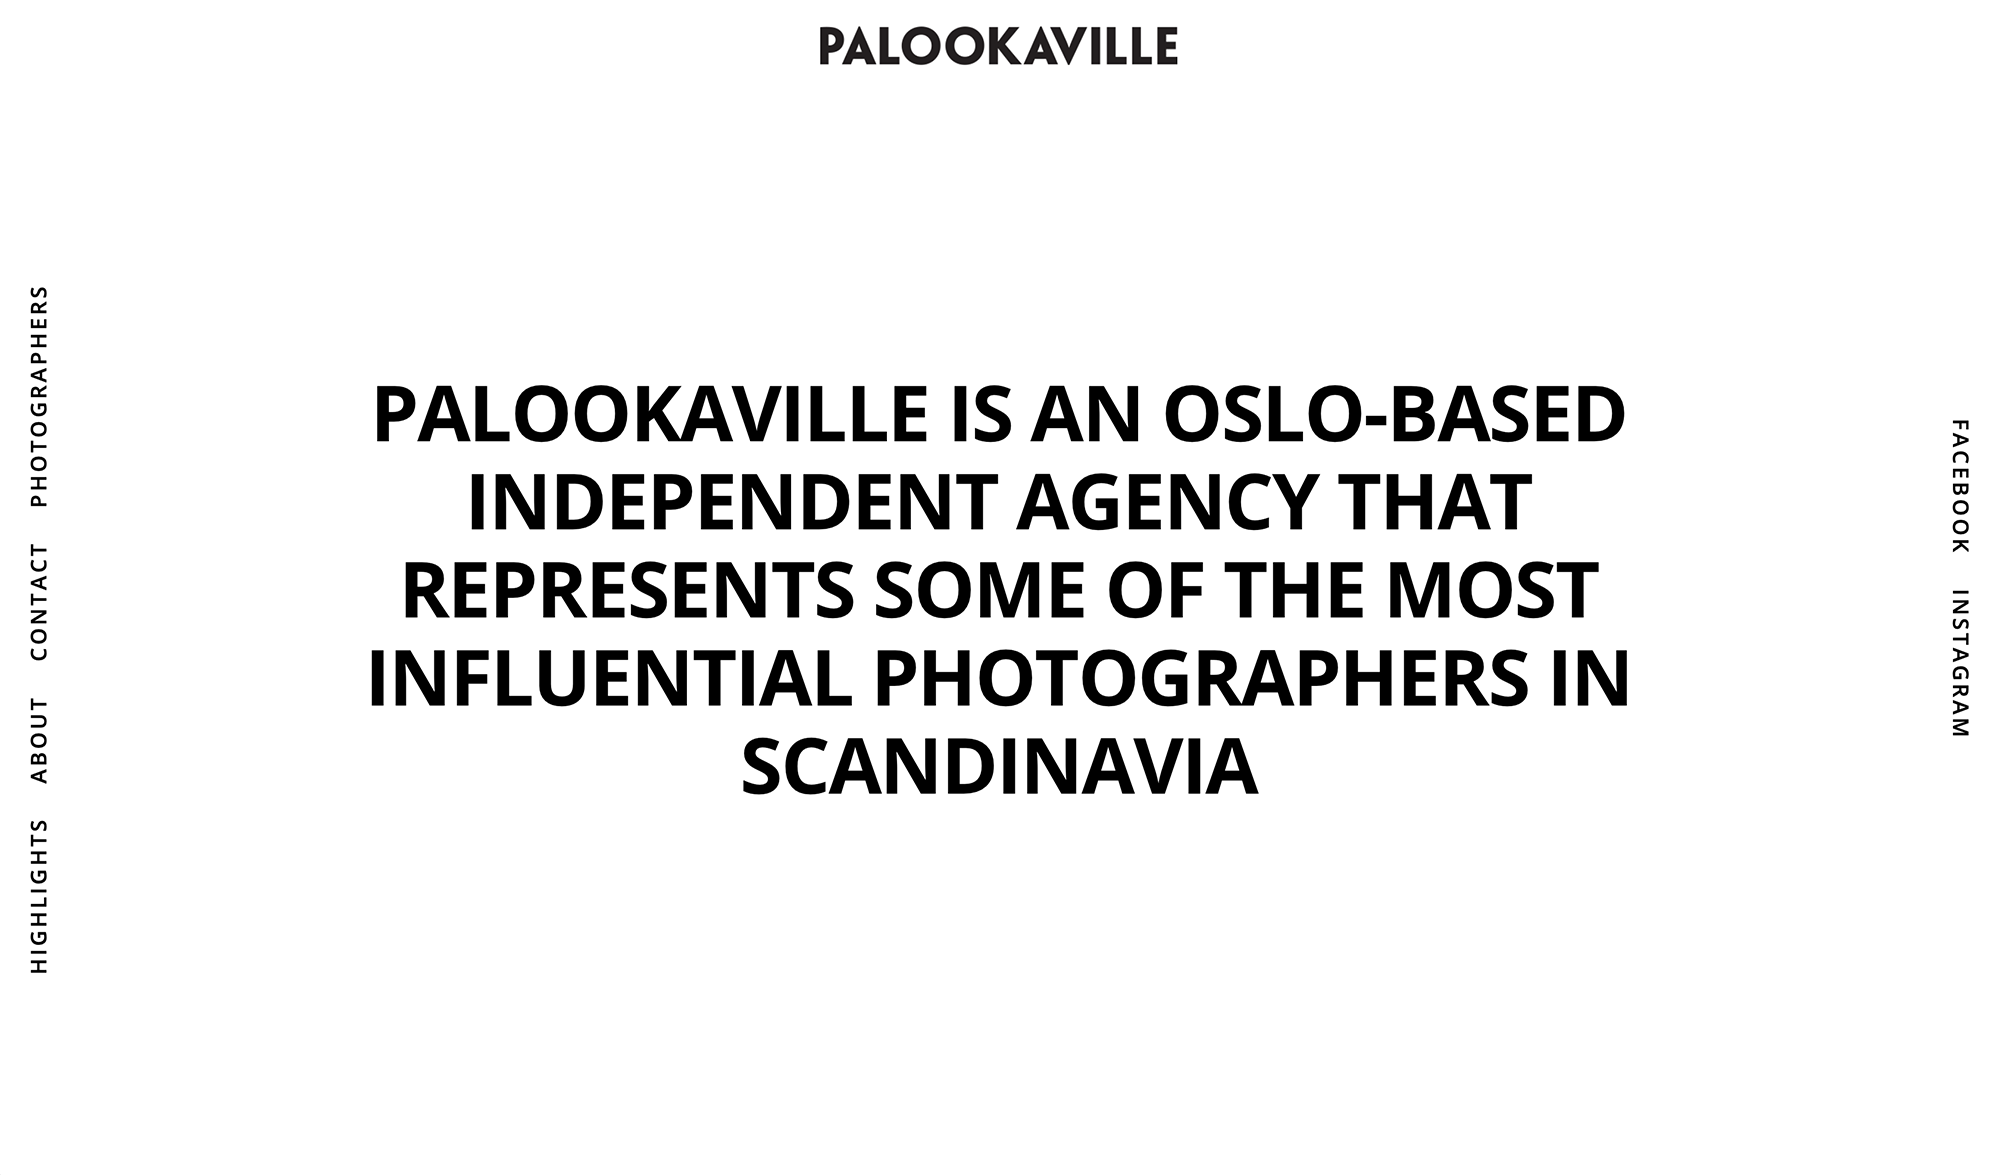 PALOOKAVILLE
HIGHLIGHTS ABOUT CONTACT PHOTOGRAPHERS
PALOOKAVILLE IS AN OSLO-BASED
INDEPENDENT AGENCY THAT
REPRESENTS SOME OF THE MOST
INFLUENTIAL PHOTOGRAPHERS IN
SCANDINAVIA
FACEBOOK INSTAGRAM